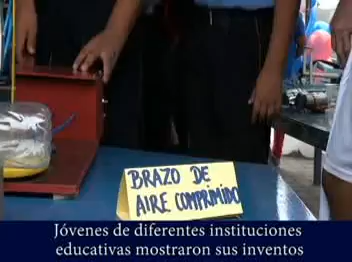 BRAZO DE
AIRE COMPRIMIDO
Jóvenes de diferentes instituciones
educativas mostraron sus inventos